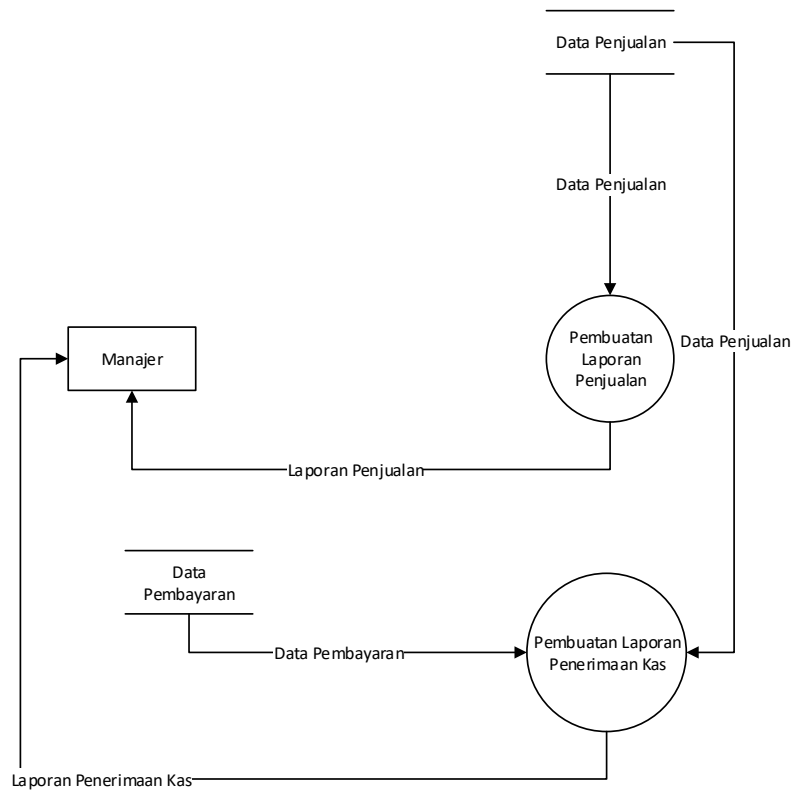 Data Penjualan
Data Penjualan
Pembuatan
Laporan
Penjualan
Data Penjualan
Manajer
Laporan Penjualan
Data
Pembayaran
Data Pembayaran
Pembuatan Laporan
Penerimaan Kas
Laporan Penerimaan Kas